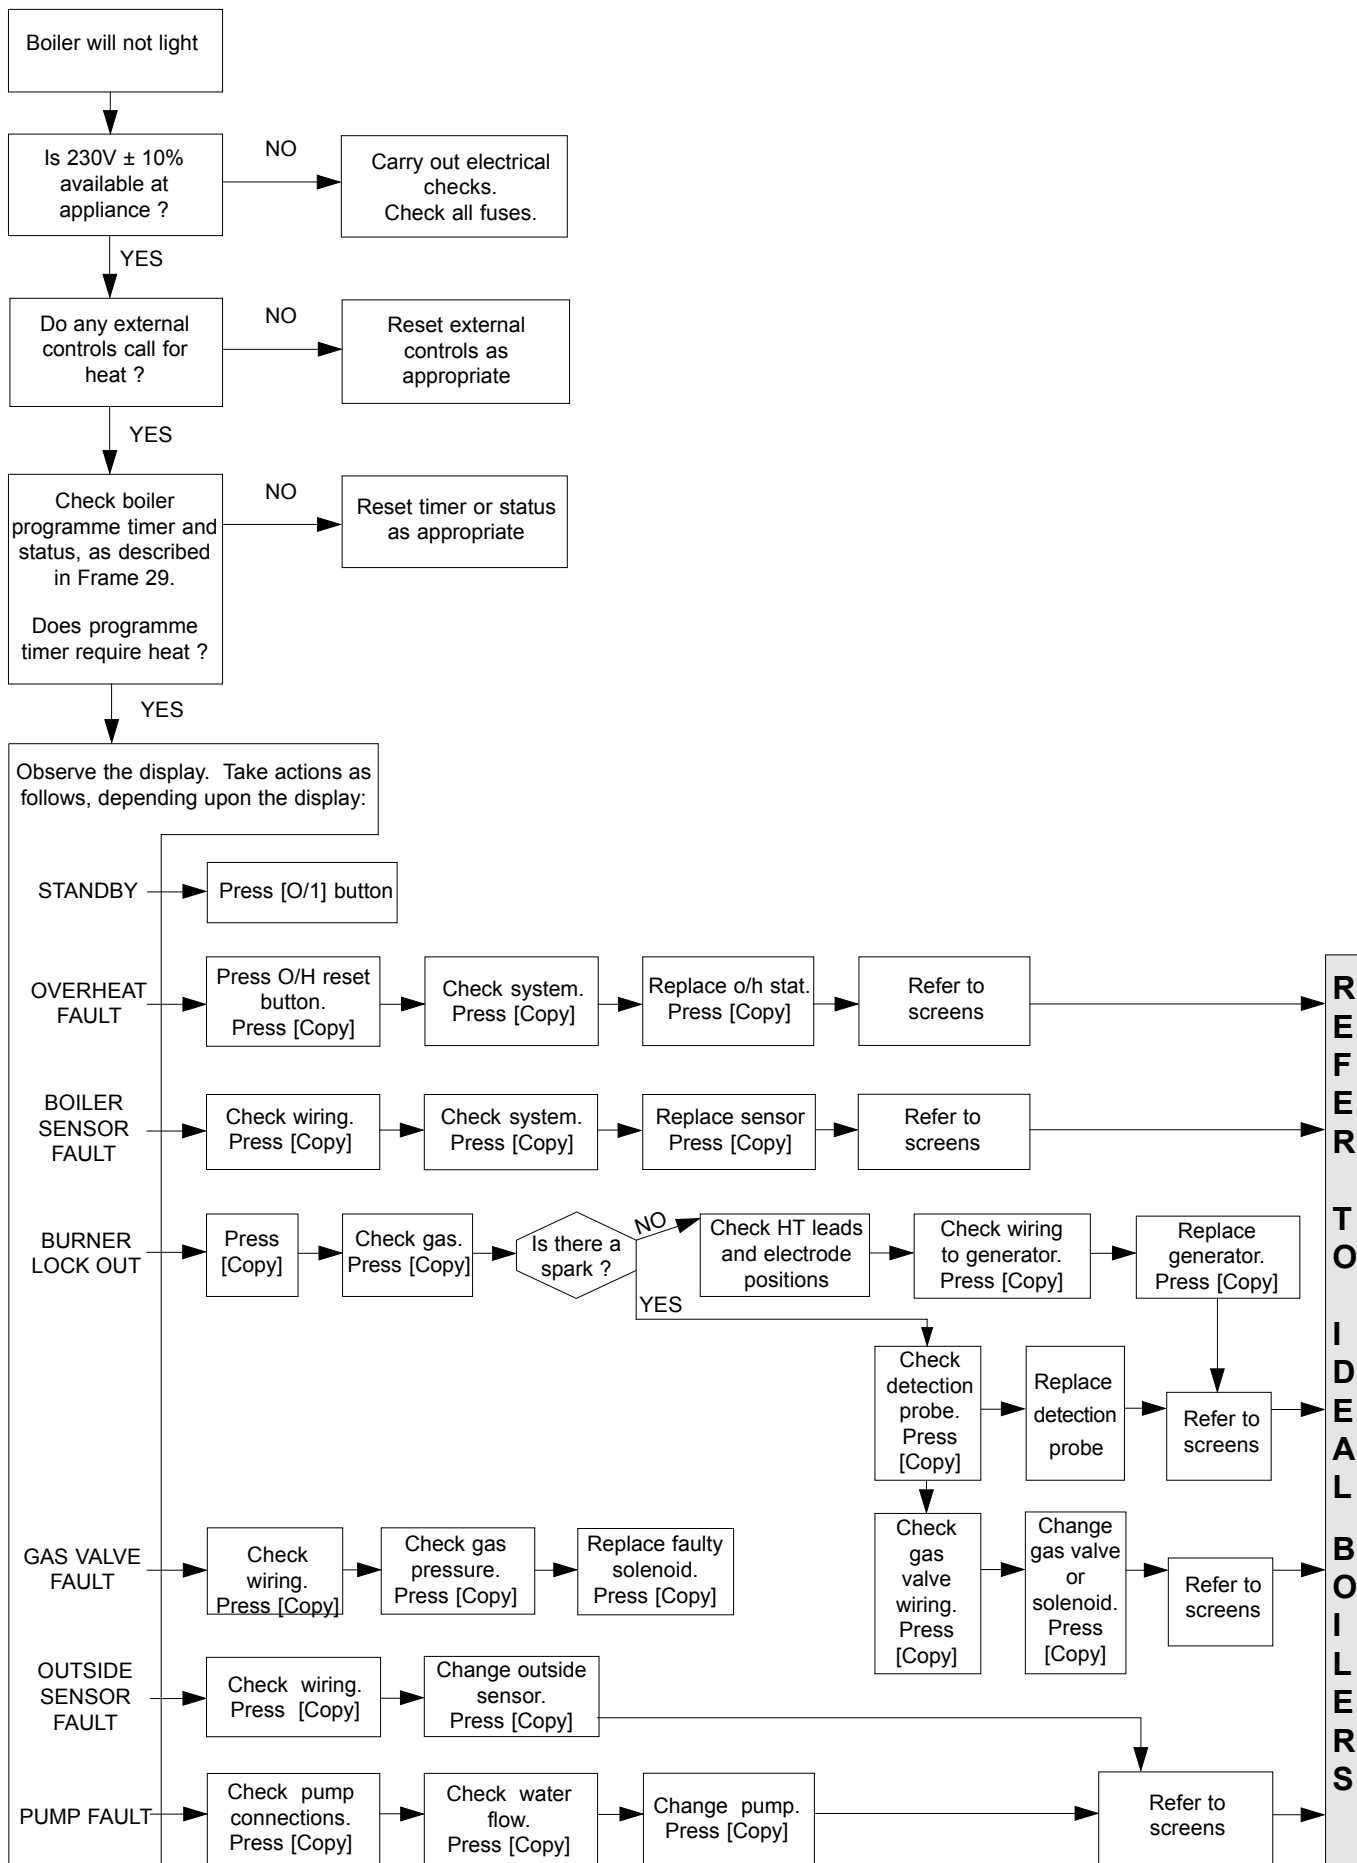 Boiler will not light
Is 230V ± 10%
available at
appliance ?
NO
Carry out electrical
checks.
Check all fuses.
YES
Do any external
controls call for
heat ?
NO
Reset external
controls as
appropriate
YES
Check boiler
programme timer and
status, as described
in Frame 29.
Does programme
timer require heat ?
NO
Reset timer or status
as appropriate
YES
Observe the display. Take actions as
follows, depending upon the display:
STANDBY
Press [O/1] button
OVERHEAT
FAULT
Press O/H reset
button.
Press [Copy]
Check system.
Press [Copy]
Replace o/h stat.
Press [Copy]
Refer to
screens
BOILER
SENSOR
FAULT
Check wiring.
Press [Copy]
Check system.
Press [Copy]
Replace sensor
Press [Copy]
Refer to
screens
BURNER
LOCK OUT
Press
[Copy]
Check gas.
Press [Copy]
Is there a
spark ?
NO
Check HT leads
and electrode
positions
Check wiring
to generator.
Press [Copy]
Replace
generator.
Press [Copy]
YES
Check
detection
probe.
Press
[Copy]
Replace
detection
probe
Refer to
screens
GAS VALVE
FAULT
Check
wiring.
Press [Copy]
Check gas
pressure.
Press [Copy]
Replace faulty
solenoid.
Press [Copy]
Check
gas
valve
wiring.
Press
[Copy]
Change
gas valve
or
solenoid.
Press
[Copy]
Refer to
screens
OUTSIDE
SENSOR
FAULT
Check wiring.
Press [Copy]
Change outside
sensor.
Press [Copy]
PUMP FAULT
Check pump
connections.
Press [Copy]
Check water
flow.
Press [Copy]
Change pump.
Press [Copy]
Refer to
screens
REFER TO IDEAL BOILERS